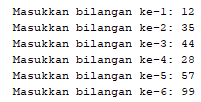 Masukkan bilangan ke-1: 12
Masukkan bilangan ke-2: 35
Masukkan bilangan ke-3: 44
Masukkan bilangan ke-4: 28
Masukkan bilangan ke-5: 57
Masukkan bilangan ke-6: 99